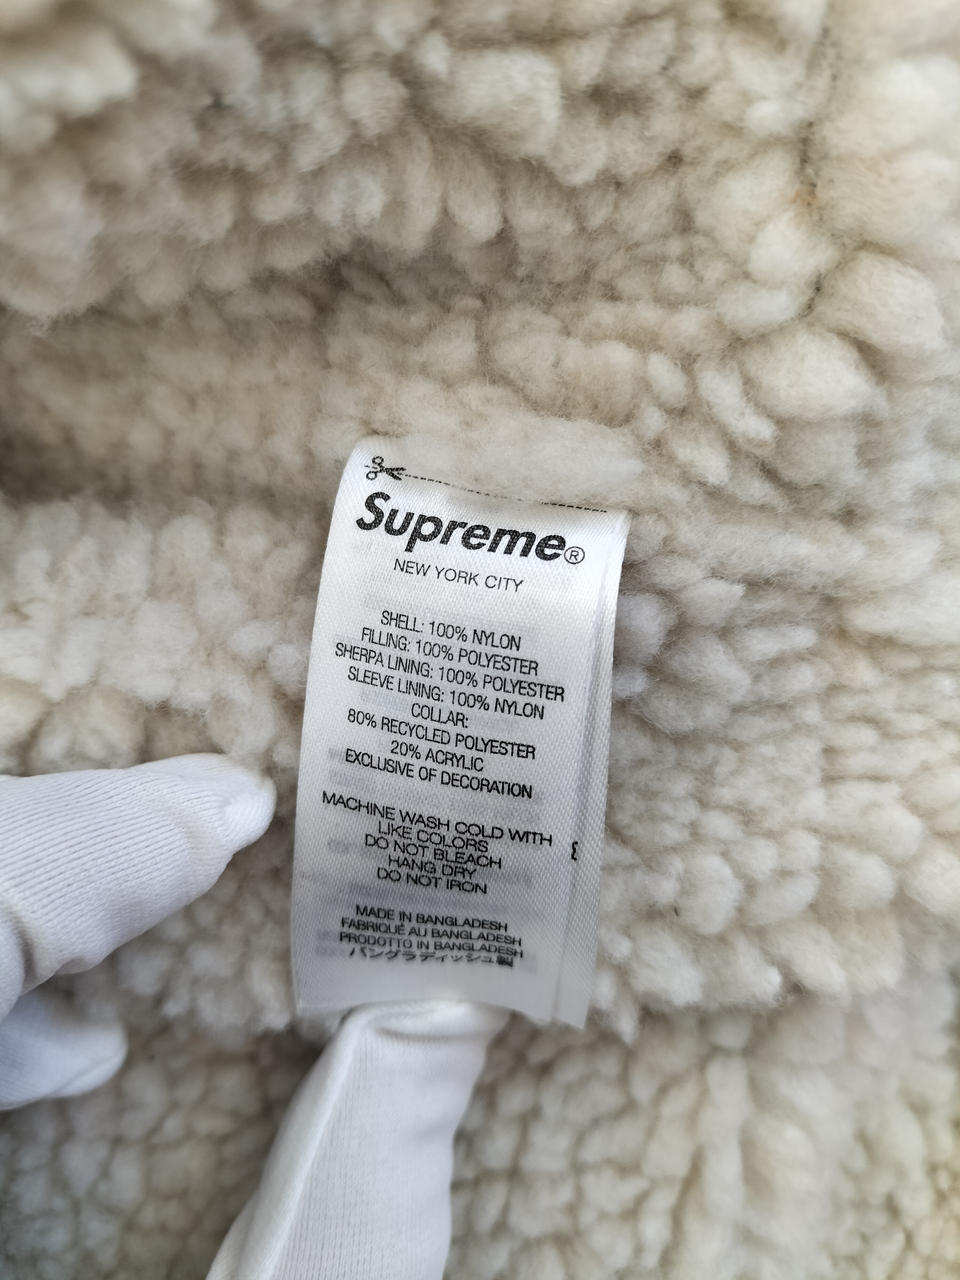 Supreme®
NEW YORK CITY
SHELL: 100% NYLON
FILLING: 100% POLYESTER
SHERPA LINING: 100% POLYESTER
SLEEVE LINING: 100% NYLON
COLLAR:
80% RECYCLED POLYESTER
20% ACRYLIC
EXCLUSIVE OF DECORATION
MACHINE WASH COLD WITH
LIKE COLORS
DO NOT BLEACH
HANG DRY
DO NOT IRON
MADE IN BANGLADESH
FABRIQUÉ AU BANGLADESH
PRODOTTO IN BANGLADESH
バングラディッシュ製